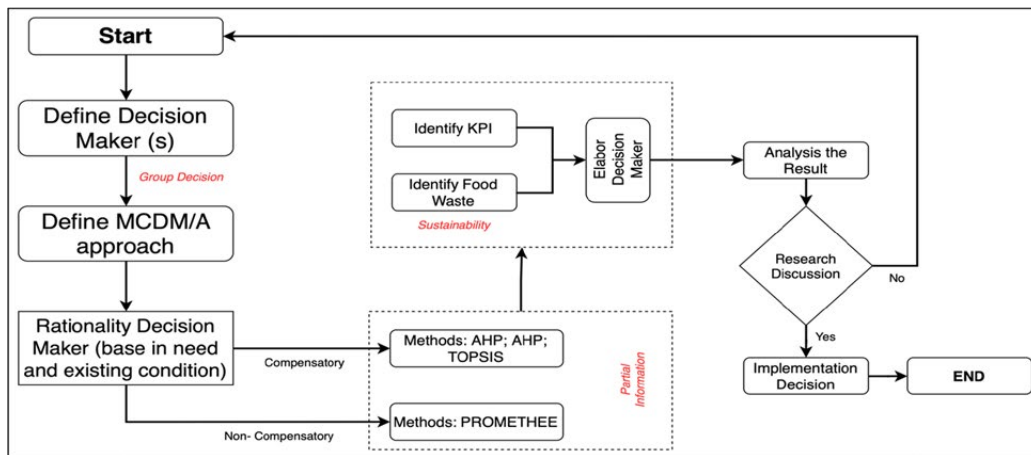 Start
Define Decision
Maker (s)
Group Decision
Define MCDM/A
approach
Rationality Decision
Maker (base in need
and existing condition)
Compensatory
Non- Compensatory
Methods: AHP; AHP;
TOPSIS
Methods: PROMETHEE
Partial
Information
Identify KPI
Identify Food
Waste
Sustainability
Elabor
Decision
Maker
Analysis the
Result
Research
Discussion
No
Yes
Implementation
Decision
END